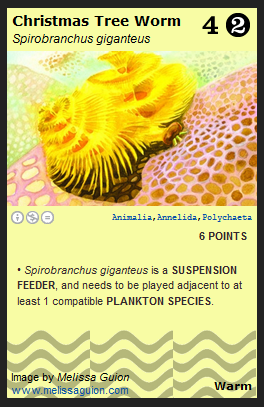 Christmas Tree Worm
4 2
Spirobranchus giganteus
Animalia,Annelida,Polychaeta
6 POINTS
• Spirobranchus giganteus is a SUSPENSION
FEEDER, and needs to be played adjacent to at
least 1 compatible PLANKTON SPECIES.
Image by Melissa Guion
www.melissaguion.com
Warm